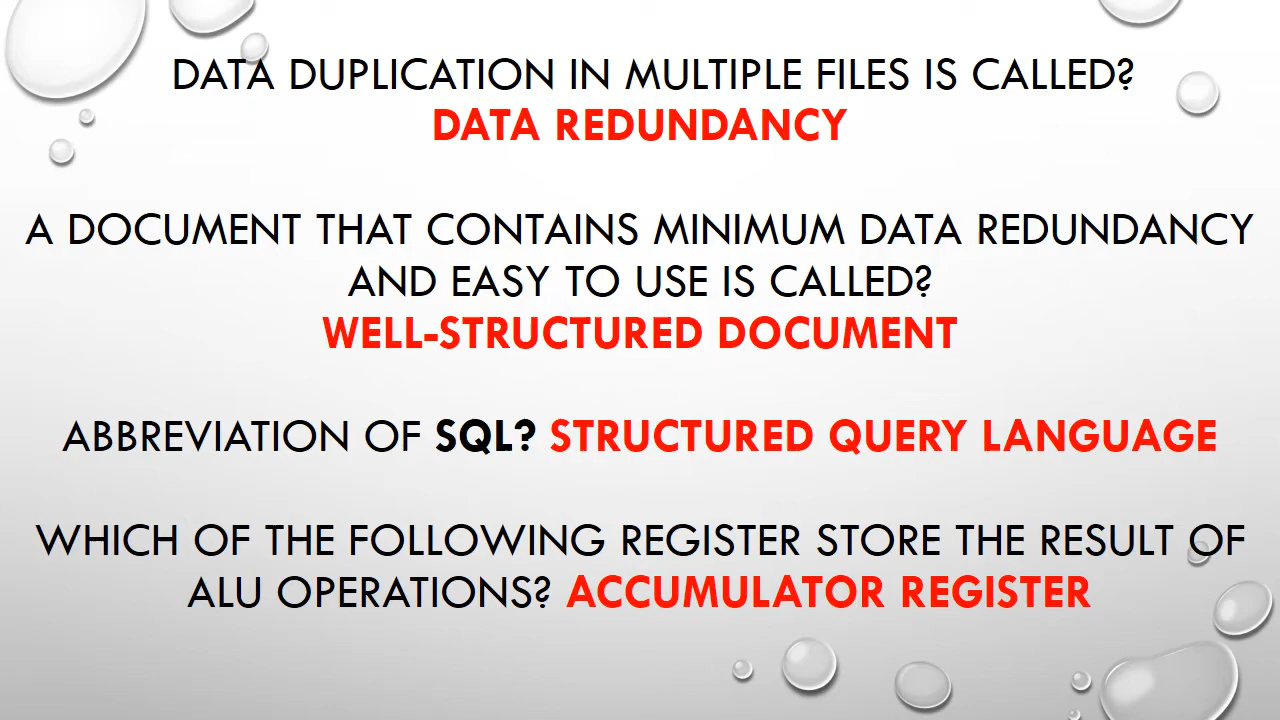 DATA DUPLICATION IN MULTIPLE FILES IS CALLED?
DATA REDUNDANCY
A DOCUMENT THAT CONTAINS MINIMUM DATA REDUNDANCY
AND EASY TO USE IS CALLED?
WELL-STRUCTURED DOCUMENT
ABBREVIATION OF SQL? STRUCTURED QUERY LANGUAGE
WHICH OF THE FOLLOWING REGISTER STORE THE RESULT OF
ALU OPERATIONS? ACCUMULATOR REGISTER